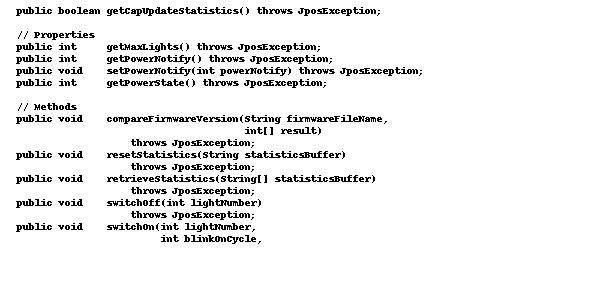 public boolean getCapUpdateStatistics() throws JposException;
// Properties
public int     getMaxLights() throws JposException;
public int     getPowerNotify() throws JposException;
public void    setPowerNotify(int powerNotify) throws JposException;
public int     getPowerState() throws JposException;
// Methods
public void    compareFirmwareVersion(String firmwareFileName,
                                      int[] result)
                   throws JposException;
public void    resetStatistics(String statisticsBuffer)
                   throws JposException;
public void    retrieveStatistics(String[] statisticsBuffer)
                   throws JposException;
public void    switchOff(int lightNumber)
                   throws JposException;
public void    switchOn(int lightNumber,
                        int blinkOnCycle,